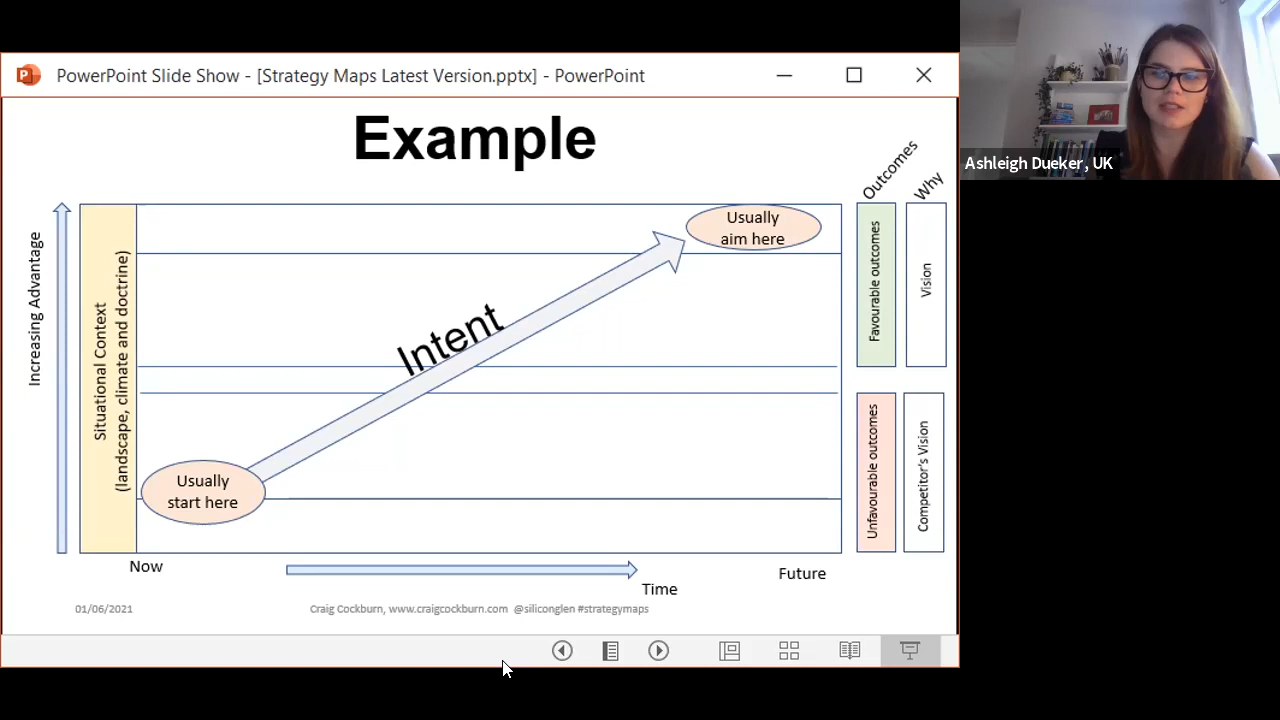 PowerPoint Slide Show - [Strategy Maps Latest Version.pptx] - PowerPoint
Ashleigh Dueker, UK
Example
Outcomes
Why
Increasing Advantage
Situational Context
(landscape, climate and doctrine)
Usually
aim here
Intent
Usually
start here
Favourable outcomes
Vision
Unfavourable outcomes
Competitor's Vision
Now
Time
Future
01/06/2021
Craig Cockburn, www.craigcockburn.com @siliconglen #strategymaps